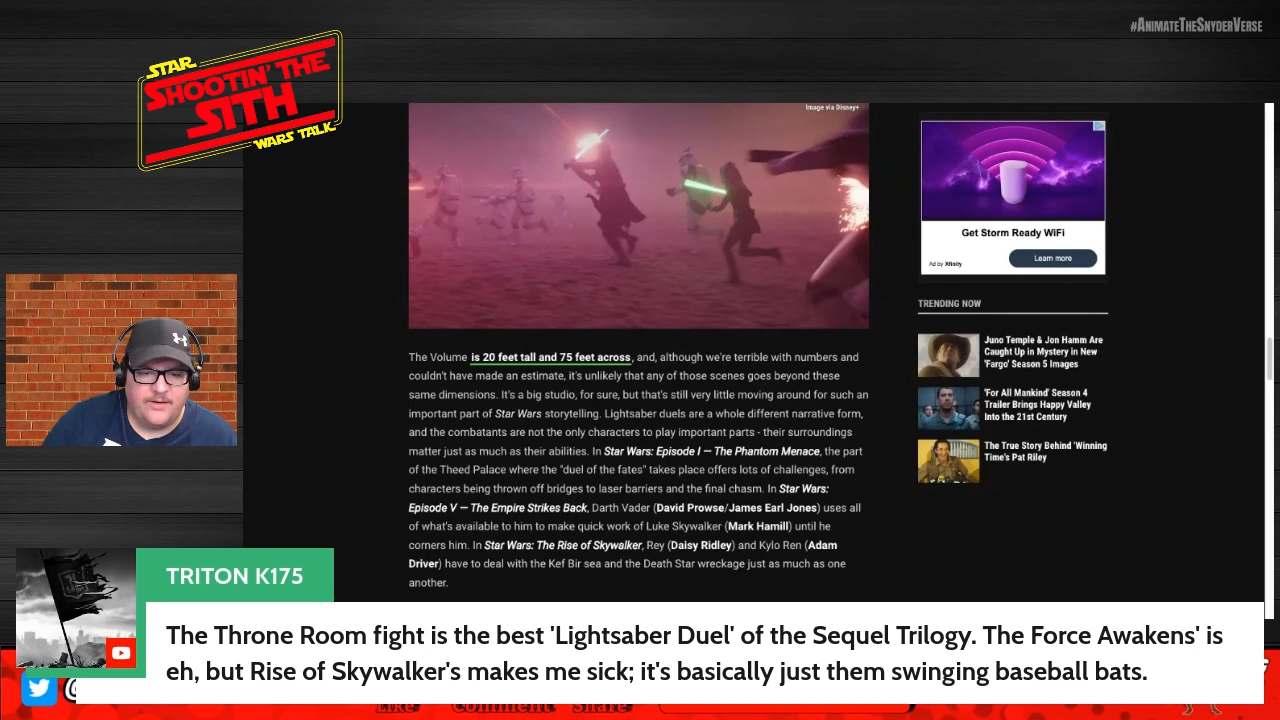 #ANIMATETHESNYDERVERSE
STAR
SHOOTIN' THE
SITH
WARS TALK
Image via Disney+
The Volume is 20 feet tall and 75 feet across, and, although we're terrible with numbers and
couldn't have made an estimate, it's unlikely that any of those scenes goes beyond these
same dimensions. It's a big studio, for sure, but that's still very little moving around for such an
important part of Star Wars storytelling. Lightsaber duels are a whole different narrative form,
and the combatants are not the only characters to play important parts - their surroundings
matter just as much as their abilities. In Star Wars: Episode I — The Phantom Menace, the part
of the Theed Palace where the "duel of the fates" takes place offers lots of challenges, from
characters being thrown off bridges to laser barriers and the final chasm. In Star Wars:
Episode V — The Empire Strikes Back, Darth Vader (David Prowse/James Earl Jones) uses all
of what's available to him to make quick work of Luke Skywalker (Mark Hamill) until he
corners him. In Star Wars: The Rise of Skywalker, Rey (Daisy Ridley) and Kylo Ren (Adam
Driver) have to deal with the Kef Bir sea and the Death Star wreckage just as much as one
another.
Get Storm Ready WiFi
Ad by Xfinity
Learn more
TRENDING NOW
Juno Temple & Jon Hamm Are
Caught Up in Mystery in New
'Fargo' Season 5 Images
'For All Mankind' Season 4
Trailer Brings Happy Valley
Into the 21st Century
The True Story Behind 'Winning
Time's Pat Riley
TRITON K175
The Throne Room fight is the best 'Lightsaber Duel' of the Sequel Trilogy. The Force Awakens' is
eh, but Rise of Skywalker's makes me sick; it's basically just them swinging baseball bats.
Like Comment Share